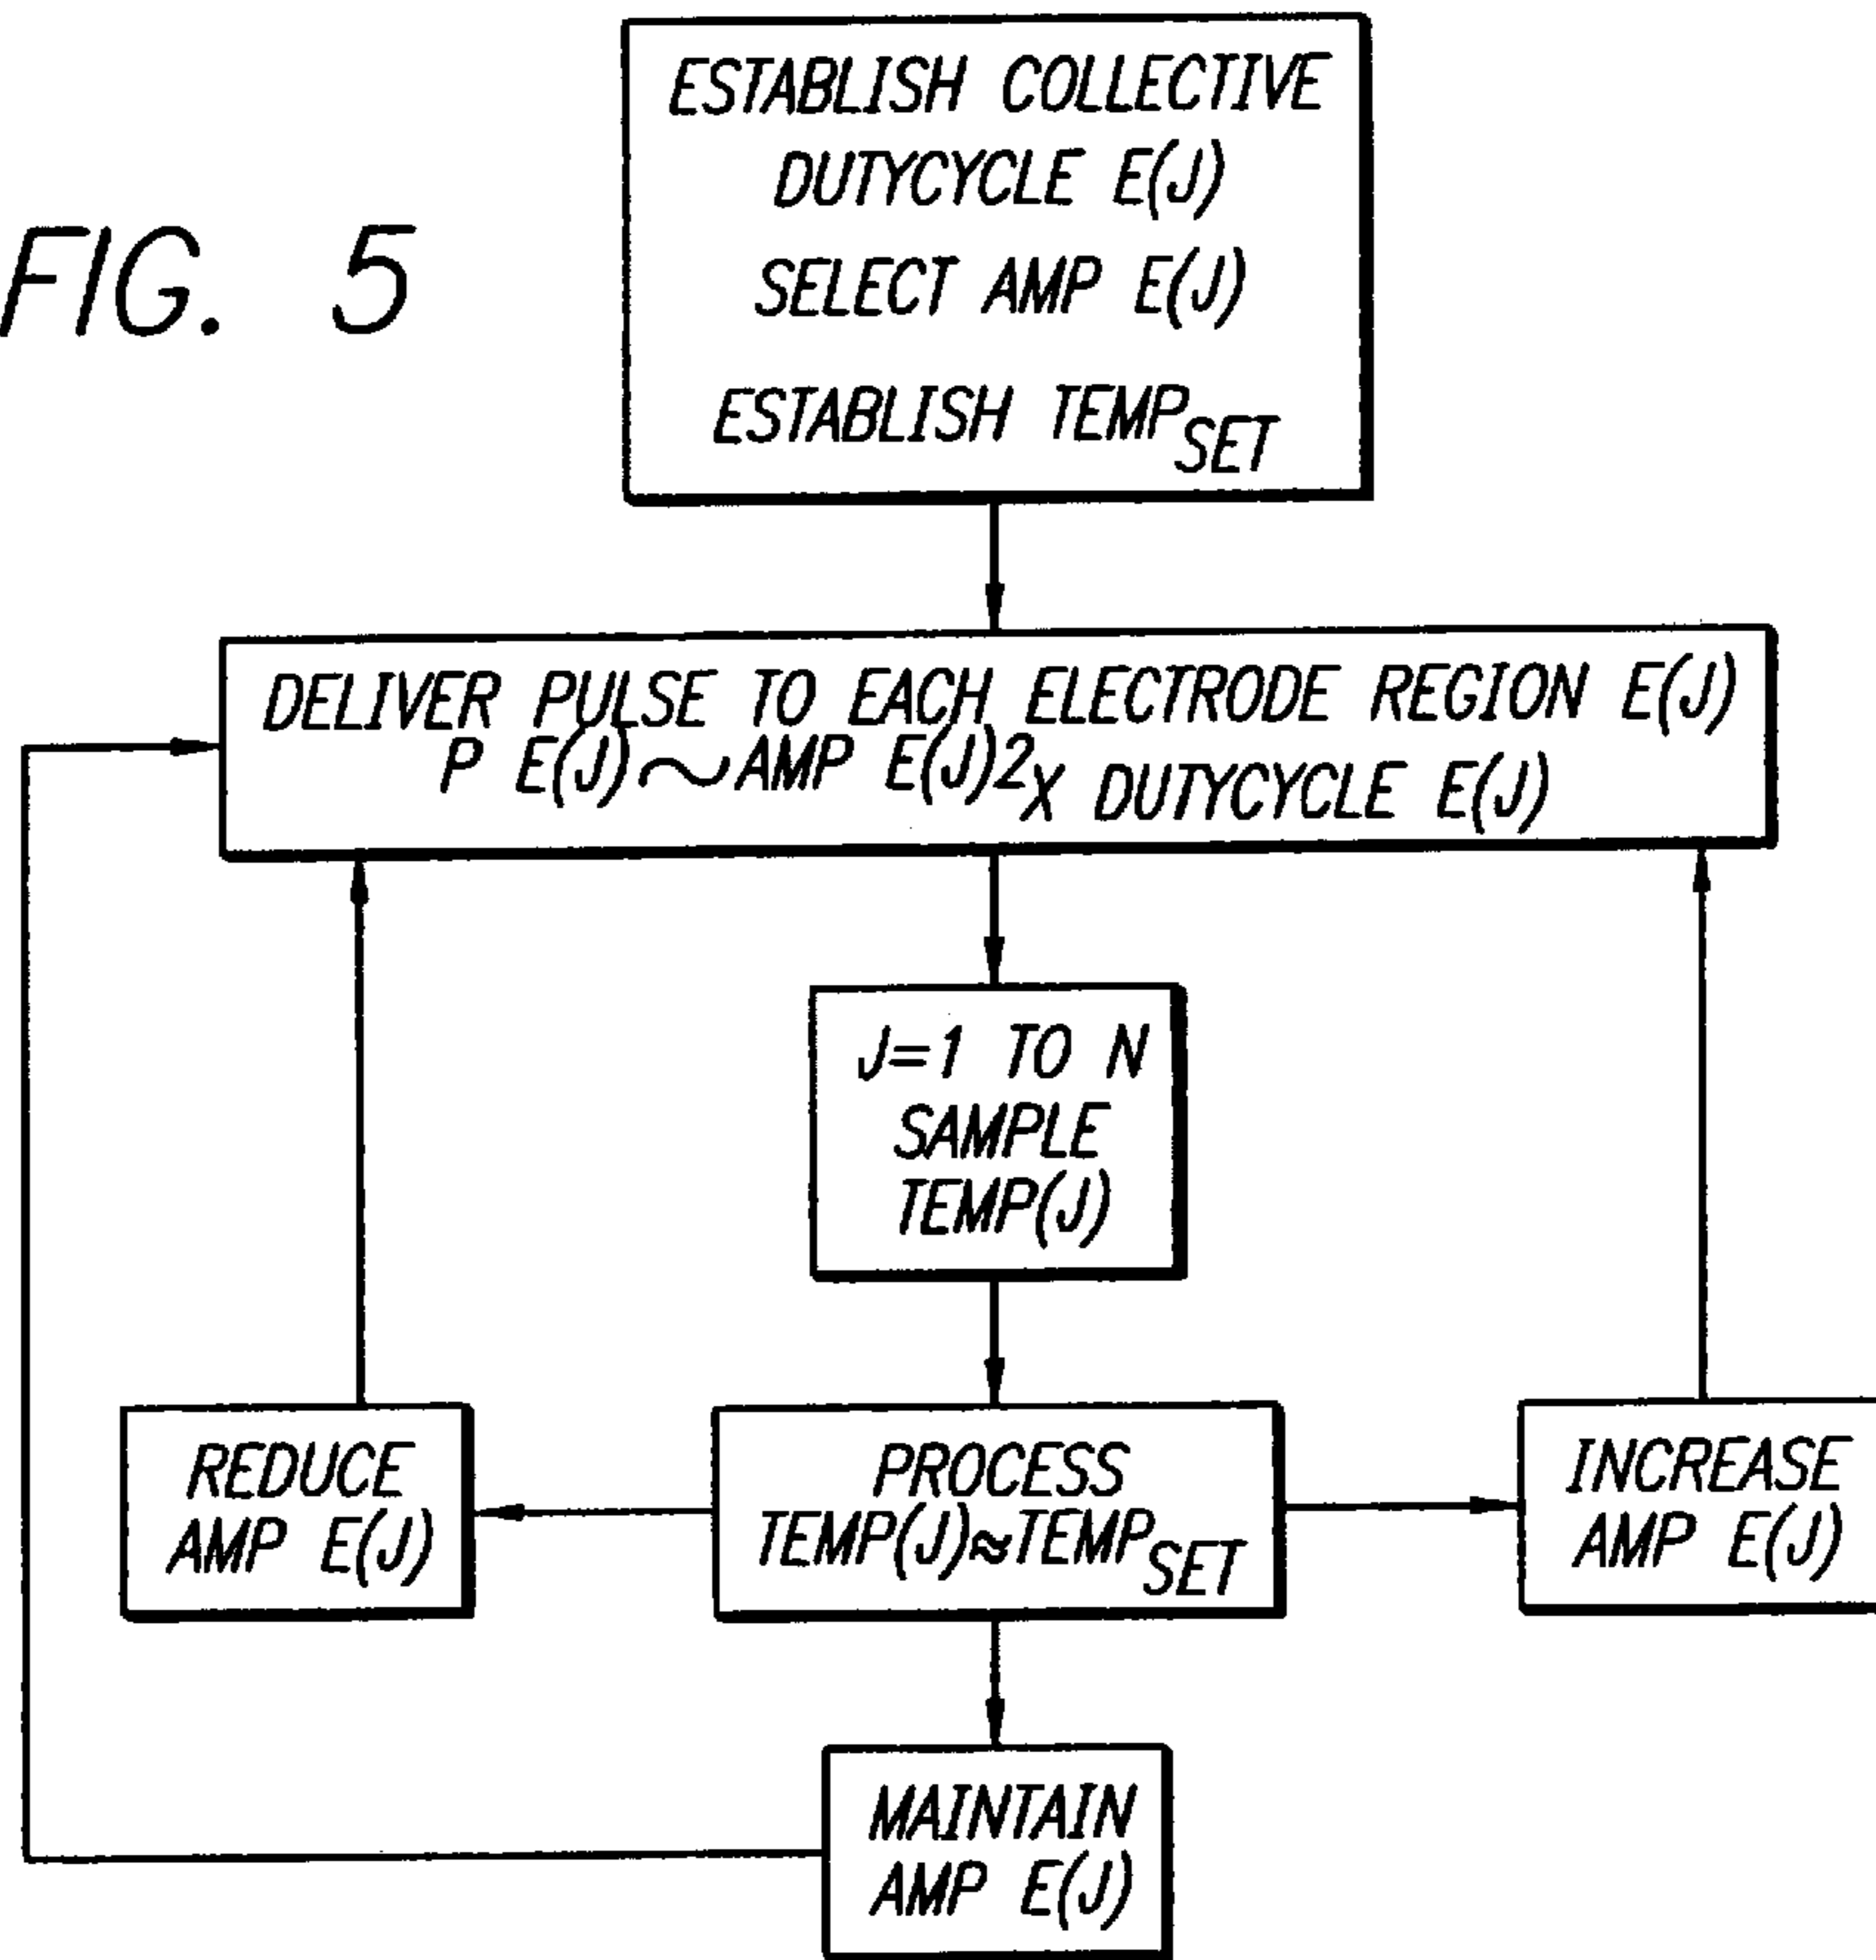 FIG. 5
ESTABLISH COLLECTIVE
DUTYCYCLE E(J)
SELECT AMP E(J)
ESTABLISH TEMPSET
DELIVER PULSE TO EACH ELECTRODE REGION E(J)
P E(J)~AMP E(J)2X DUTYCYCLE E(J)
J=1 TO N
SAMPLE
TEMP(J)
REDUCE
AMP E(J)
PROCESS
TEMP(J)≈TEMPSET
INCREASE
AMP E(J)
MAINTAIN
AMP E(J)